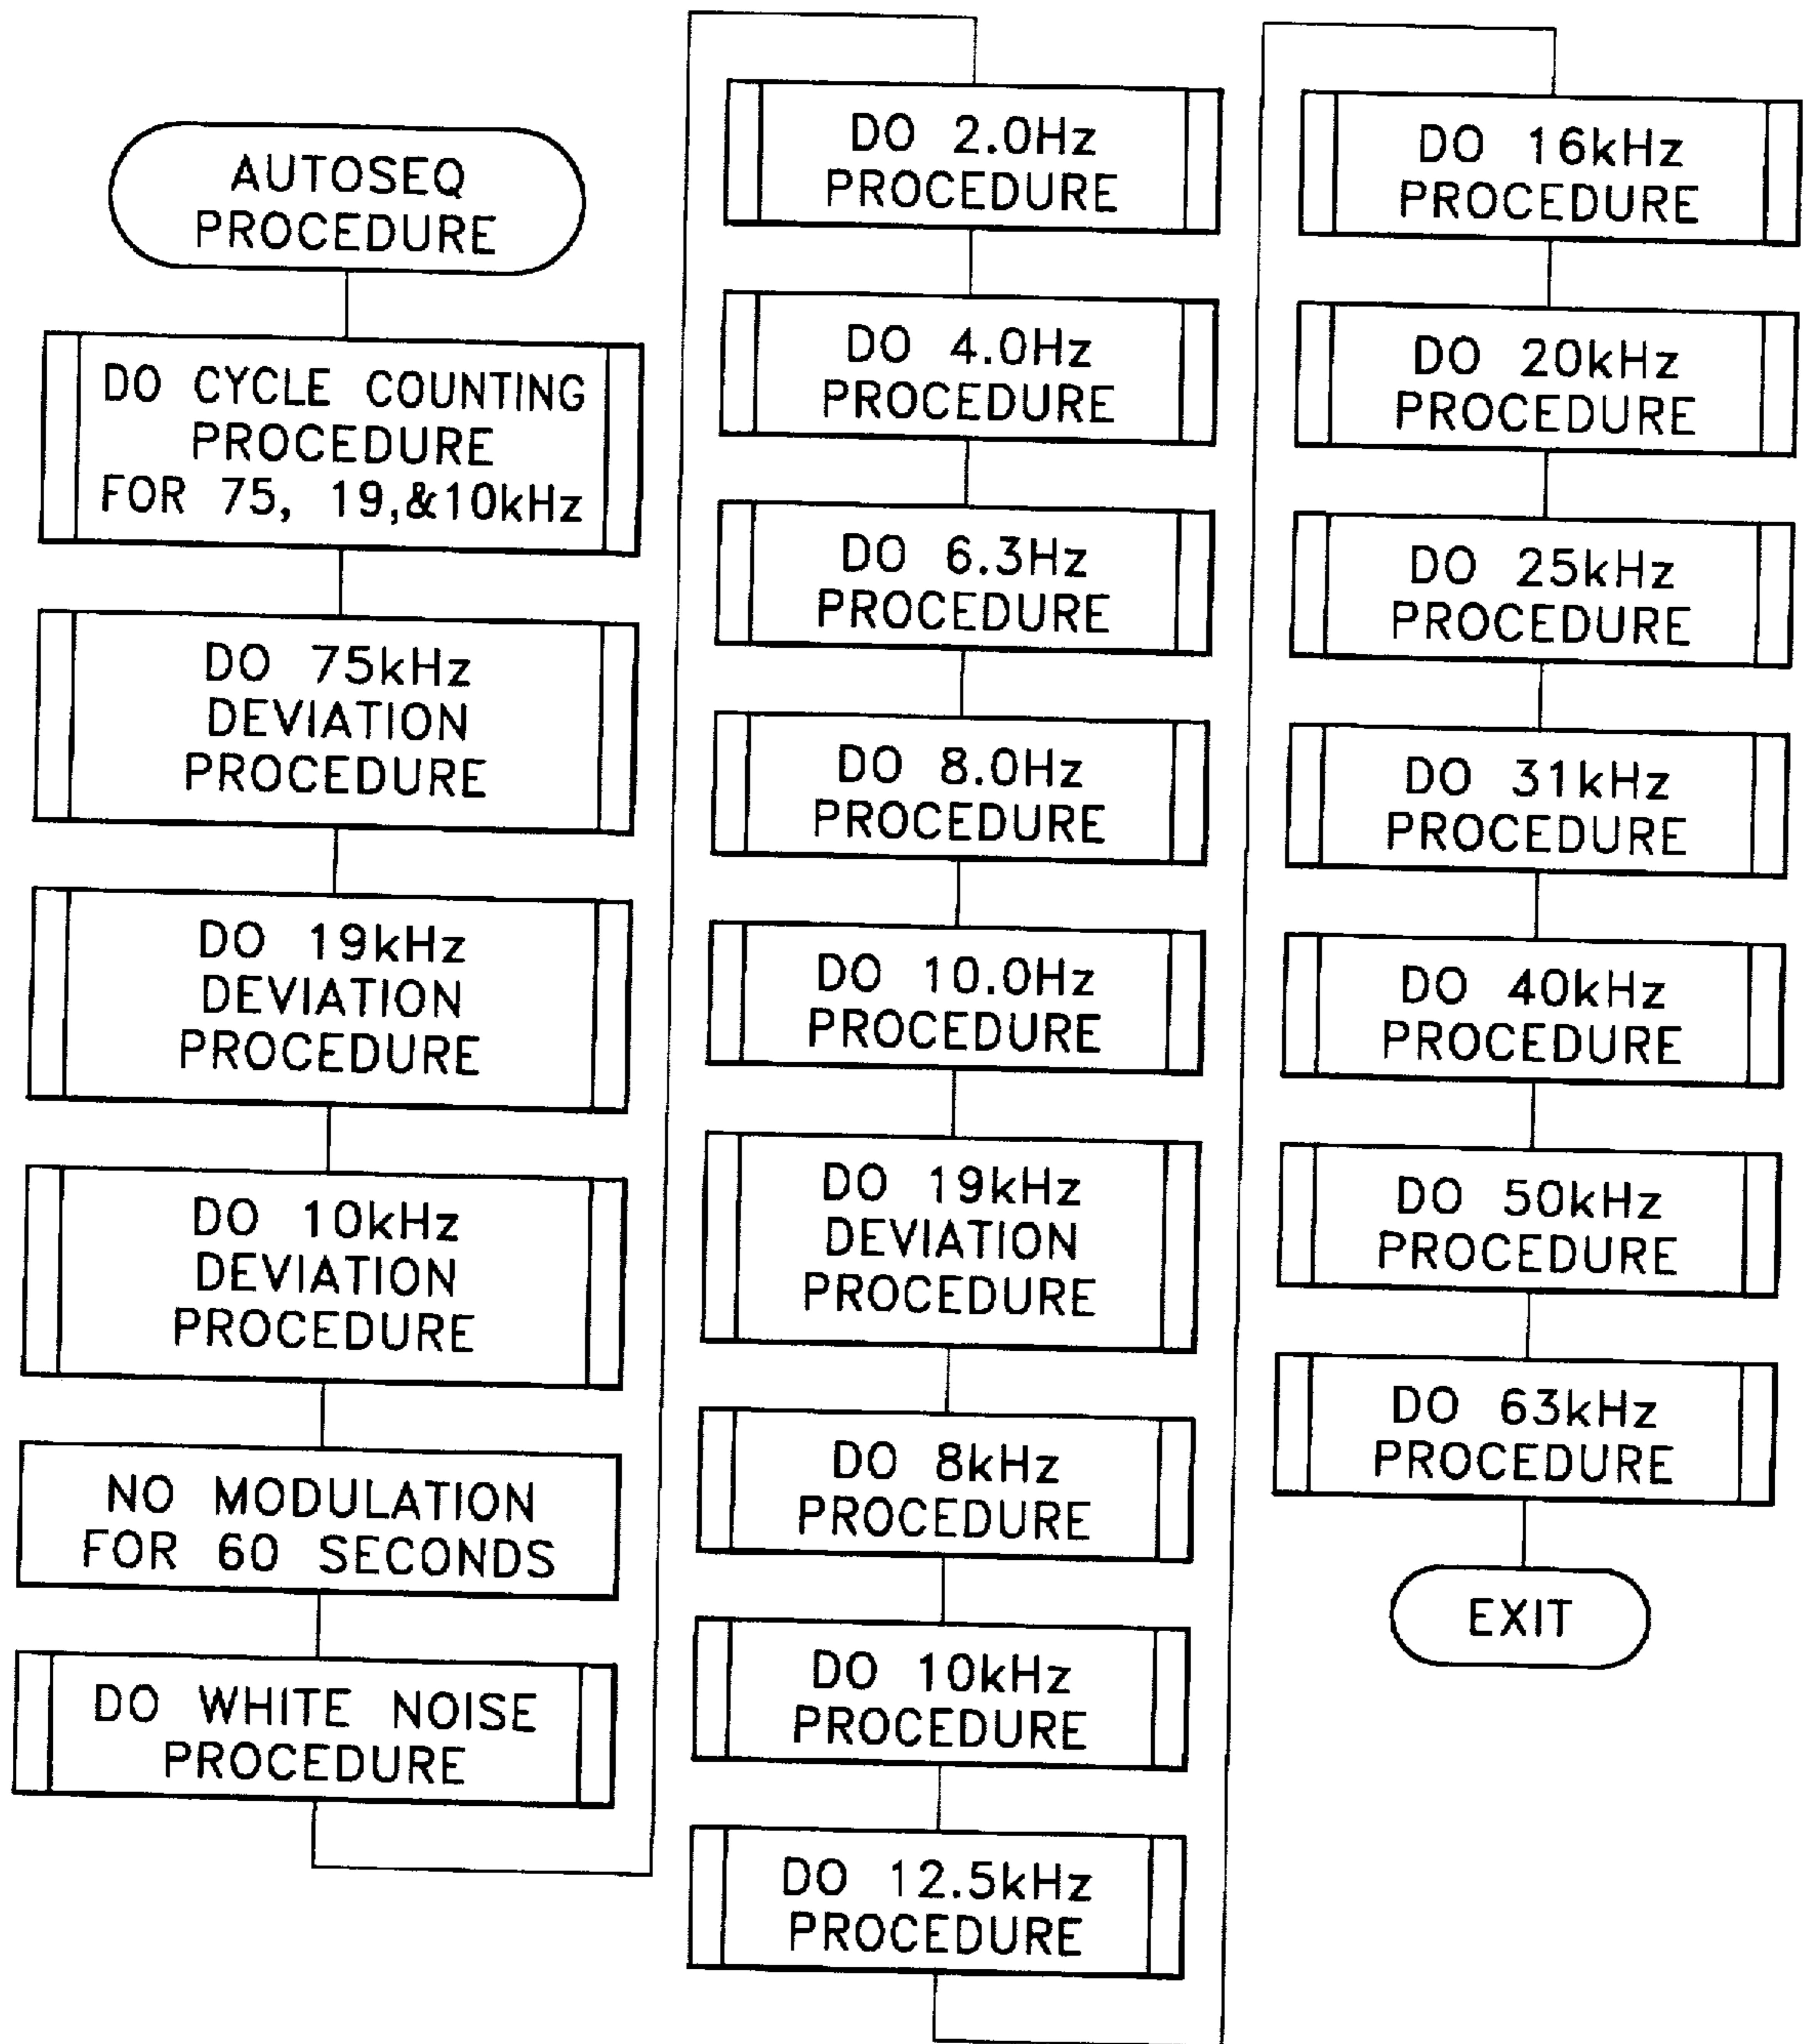 AUTOSEQ
PROCEDURE
DO CYCLE COUNTING
PROCEDURE
FOR 75, 19,&10kHz
DO 75kHz
DEVIATION
PROCEDURE
DO 19kHz
DEVIATION
PROCEDURE
DO 10kHz
DEVIATION
PROCEDURE
NO MODULATION
FOR 60 SECONDS
DO WHITE NOISE
PROCEDURE
DO 2.0Hz
PROCEDURE
DO 4.0Hz
PROCEDURE
DO 6.3Hz
PROCEDURE
DO 8.0Hz
PROCEDURE
DO 10.0Hz
PROCEDURE
DO 19kHz
DEVIATION
PROCEDURE
DO 8kHz
PROCEDURE
DO 10kHz
PROCEDURE
DO 12.5kHz
PROCEDURE
DO 16kHz
PROCEDURE
DO 20kHz
PROCEDURE
DO 25kHz
PROCEDURE
DO 31kHz
PROCEDURE
DO 40kHz
PROCEDURE
DO 50kHz
PROCEDURE
DO 63kHz
PROCEDURE
EXIT